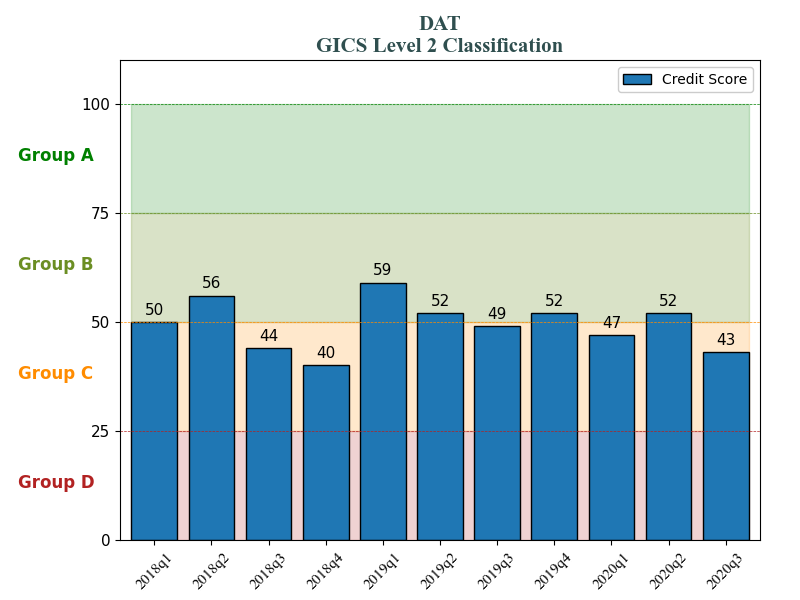 DAT
GICS Level 2 Classification
Credit Score
100
Group A
75
Group B
59
56
52
52
52
50
50
49
47
44
43
40
Group C
25
Group D
0
2018q1
2018q2
2018q3
2018q4
2019q1
2019q2
2019q3
2019q4
2020q1
2020q2
2020q3